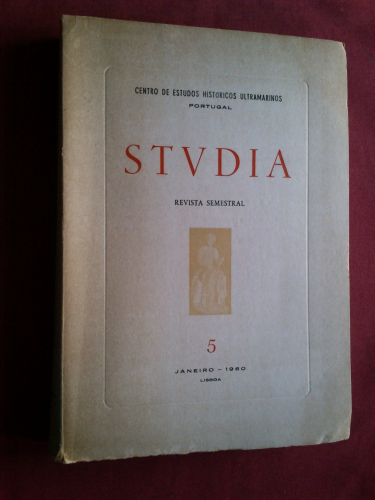 CENTRO DE ESTUDOS HISTÓRICOS ULTRAMARINOS
PORTUGAL
STVDIA
REVISTA SEMESTRAL
5
JANEIRO - 1960
LISBOA